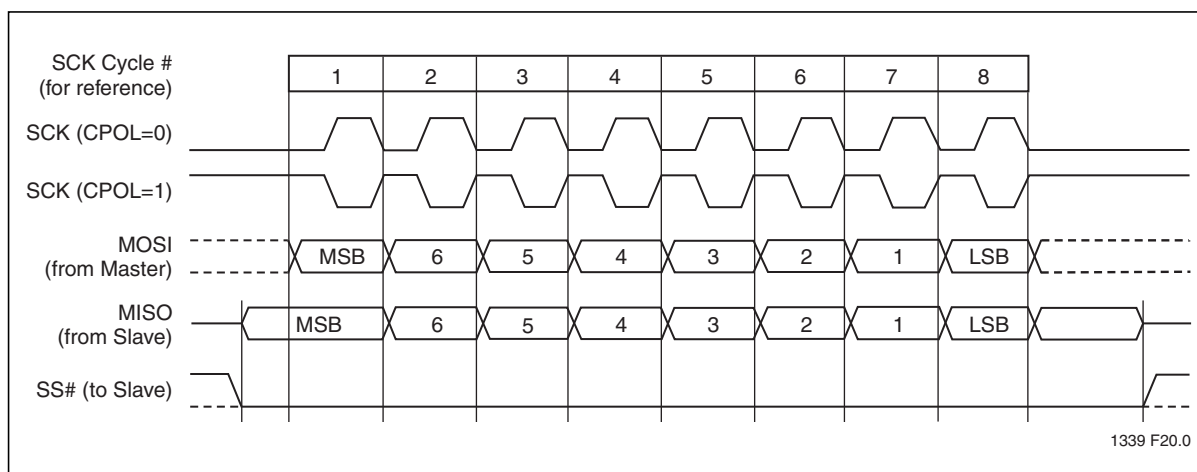 SCK Cycle #
(for reference)
1 2 3 4 5 6 7 8
SCK (CPOL=0)
SCK (CPOL=1)
MOSI
(from Master)
MSB 6 5 4 3 2 1 LSB
MISO
(from Slave)
MSB 6 5 4 3 2 1 LSB
SS# (to Slave)
1339 F20.0